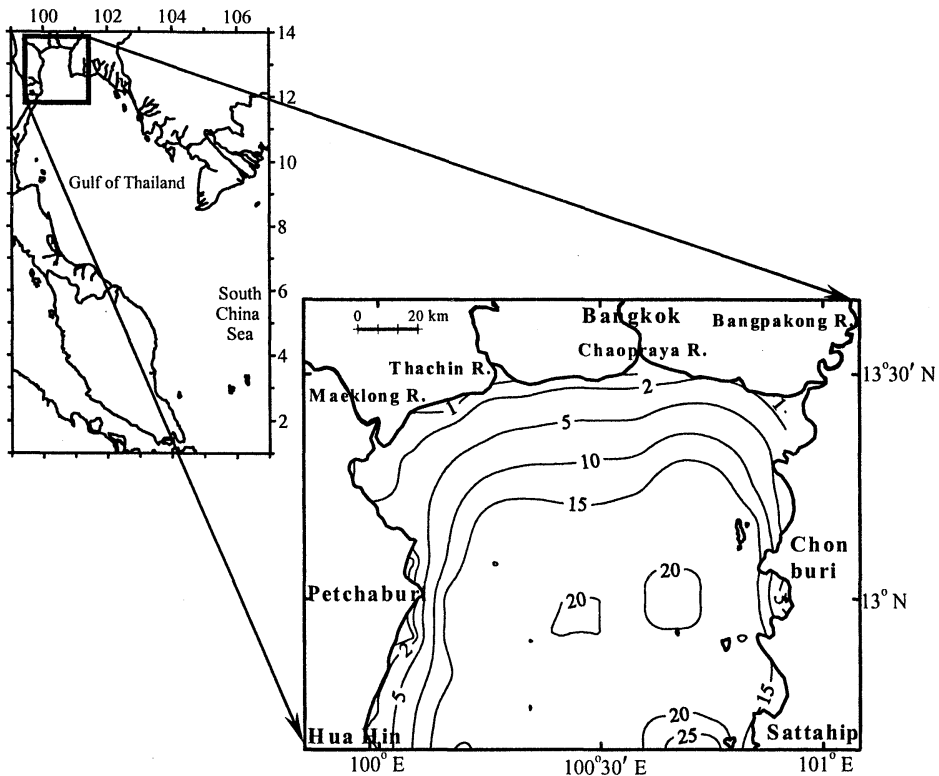 100 102 104 106
14
12
10
8
6
4
2
Gulf of Thailand
South
China
Sea
0 20 km
Bangkok
Bangpakong R.
Chaopraya R.
Thachin R.
Maeklong R.
13°30' N
1
2
1
5
10
15
Chon
buri
Petchaburi
20
20
5
13° N
2
5
15
20
25
Hua Hin
Sattahip
100° E
100°30' E
101° E